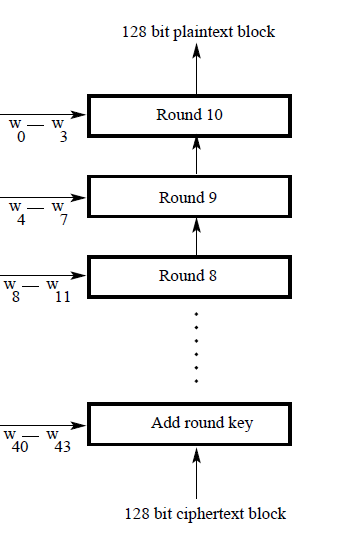 128 bit plaintext block
Round 10
w — w
0 3
Round 9
w — w
4 7
Round 8
w — w
8 11
Add round key
w — w
40 43
128 bit ciphertext block